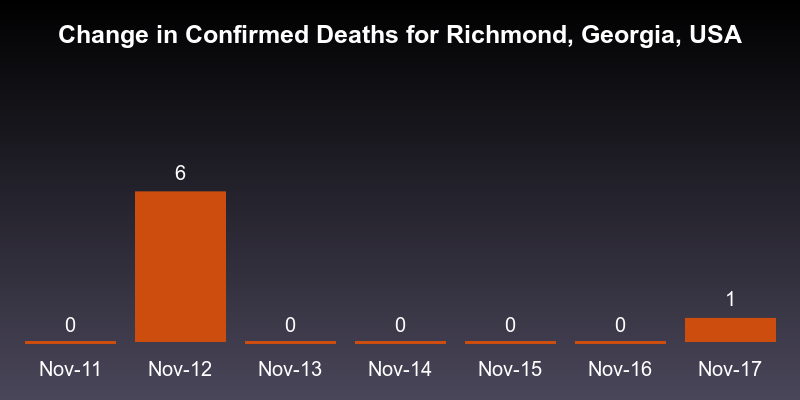 Change in Confirmed Deaths for Richmond, Georgia, USA
6
0 0 0 0 0 1
Nov-11 Nov-12 Nov-13 Nov-14 Nov-15 Nov-16 Nov-17